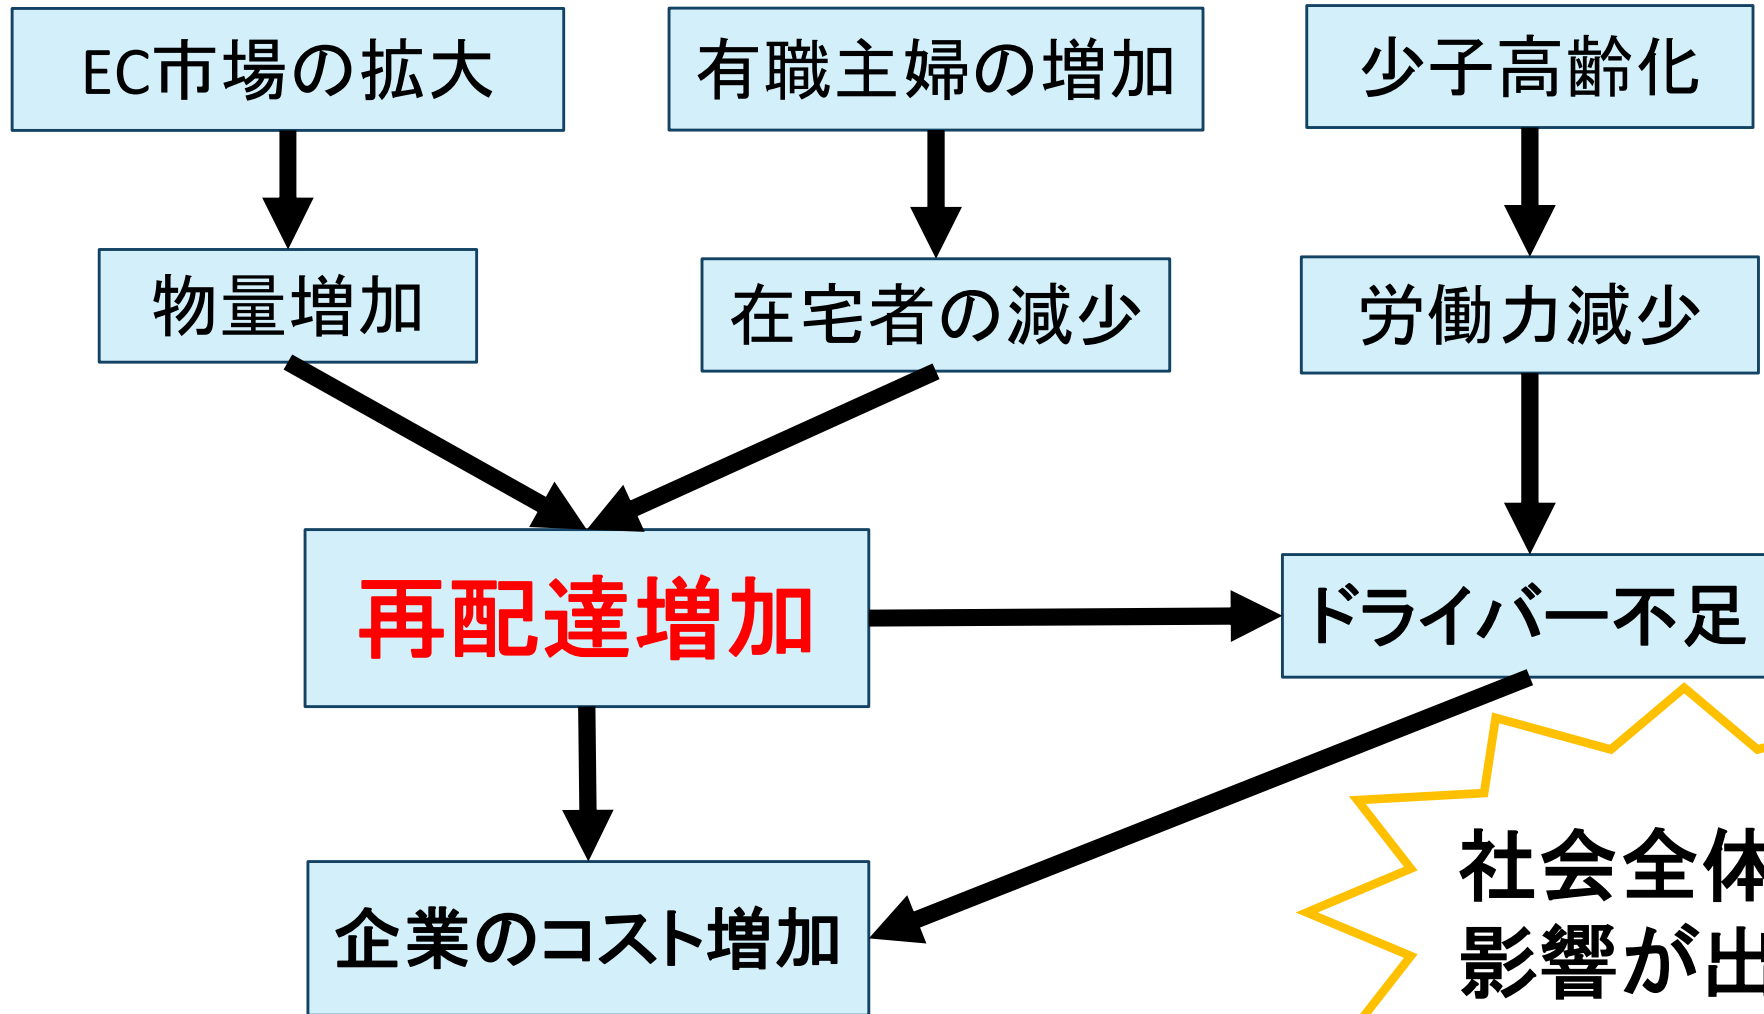 EC市場の拡大
有職主婦の増加
少子高齢化
物量増加
在宅者の減少
労働力減少
再配達増加
ドライバー不足
企業のコスト増加
社会全体
影響が出